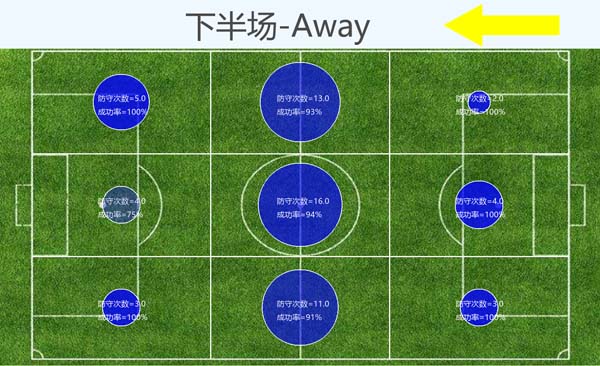 下半场-Away
防守次数=5.0
成功率=100%
防守次数=13.0
成功率=93%
防守次数=2.0
成功率=100%
防守次数=4.0
成功率=75%
防守次数=16.0
成功率=94%
防守次数=4.0
成功率=100%
防守次数=3.0
成功率=100%
防守次数=11.0
成功率=91%
防守次数=3.0
成功率=100%